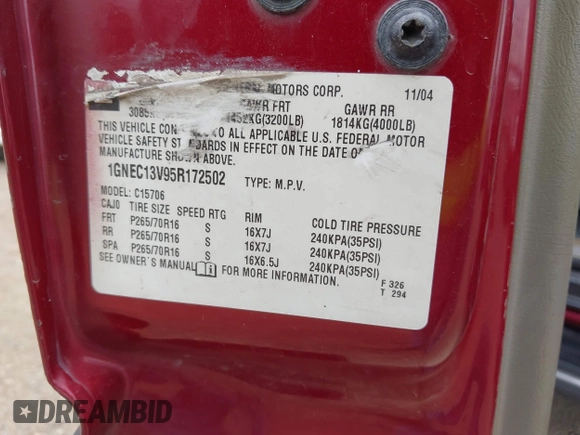 MOTORS CORP. 11/04
GAWR FRT GAWR RR
1452KG(3200LB) 1814KG(4000LB)
THIS VEHICLE TO ALL APPLICABLE U.S. FEDERAL MOTOR
VEHICLE SAFETY IN EFFECT ON THE DATE
MANUFACTURE ABOVE.
1GNEC13V95R172502 TYPE: M.P.V.
MODEL: C15706
CAJ0 TIRE SIZE SPEED RTG RIM COLD TIRE PRESSURE
FRT P265/70R16 S 16X7J 240KPA(35PSI)
RR P265/70R16 S 16X7J 240KPA(35PSI)
SPA P265/70R16 S 16X6.5J 240KPA(35PSI)
SEE OWNER'S MANUAL FOR MORE INFORMATION.
F 326
T 294
DREAMBID